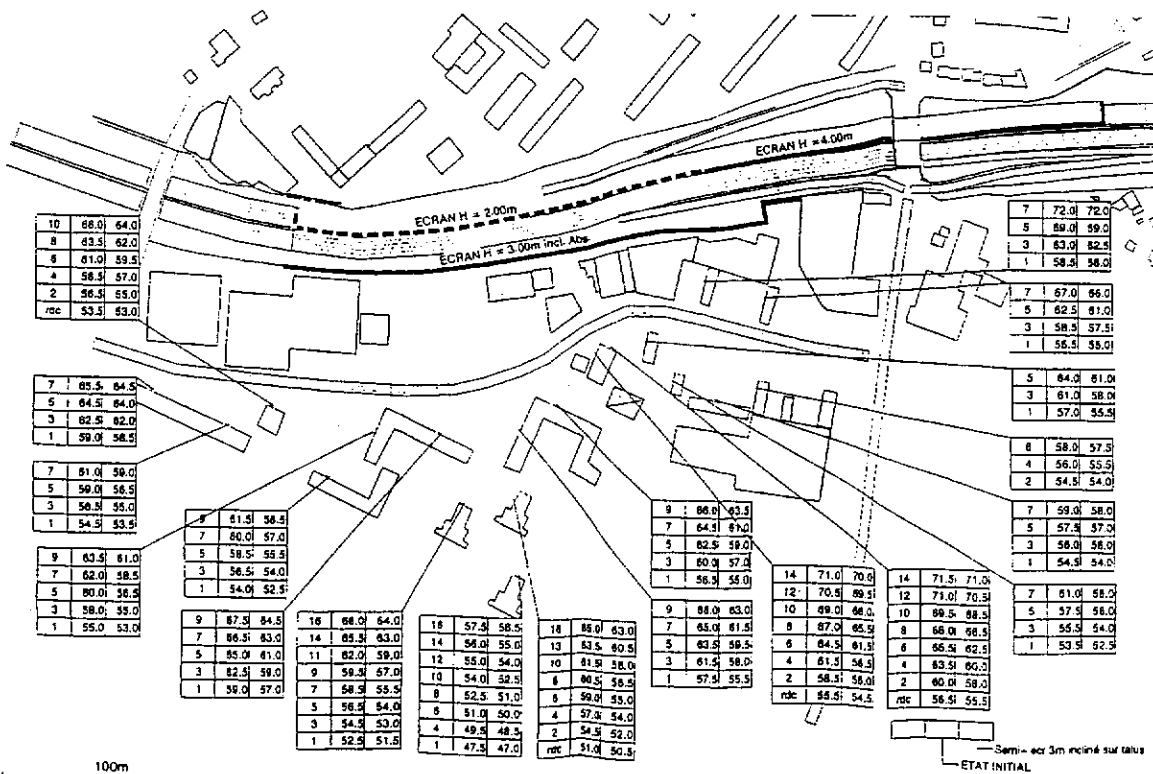 ECRAN H =4.00m
ECRAN H = 2.00m
ECRAN H = 3.00m incl. Abs
10 66.0 64.0
8 63.5 62.0
6 61.0 59.5
4 58.5 57.0
2 56.5 55.0
rdc 53.5 53.0
7 65.5 64.5
5 64.5 64.0
3 62.5 62.0
1 59.0 58.5
7 61.0 59.0
5 59.0 56.5
3 56.5 55.0
1 54.5 53.5
9 63.5 61.0
7 62.0 58.5
5 60.0 56.5
3 58.0 55.0
1 55.0 53.0
9 61.5 58.5
7 60.0 57.0
5 58.5 55.5
3 56.5 54.0
1 54.0 52.5
9 67.5 64.5
7 66.5 63.0
5 65.0 61.0
3 62.5 59.0
1 59.0 57.0
16 66.0 64.0
14 65.5 63.0
11 62.0 59.0
9 59.5 57.0
7 58.5 55.5
5 56.5 54.0
3 54.5 53.0
1 52.5 51.5
16 57.5 56.5
14 56.0 55.0
12 55.0 54.0
10 54.0 52.5
8 52.5 51.0
6 51.0 50.0
4 49.5 48.5
1 47.5 47.0
16 65.0 63.0
13 63.5 60.5
10 61.5 58.0
8 60.5 56.5
6 59.0 55.0
4 57.0 54.0
2 54.5 52.0
rdc 51.0 50.5
9 66.0 63.5
7 64.5 61.0
5 62.5 59.0
3 60.0 57.0
1 56.5 55.0
9 68.0 63.0
7 65.0 61.5
5 63.5 59.5
3 61.5 58.0
1 57.5 55.5
14 71.0 70.0
12 70.5 69.5
10 69.0 68.0
8 67.0 65.5
6 64.5 61.5
4 61.5 58.5
2 58.5 56.0
rdc 55.5 54.5
14 71.5 71.0
12 71.0 70.5
10 69.5 68.5
8 68.0 66.5
6 65.5 62.5
4 63.5 60.0
2 60.0 58.0
rdc 56.5 55.5
7 72.0 72.0
5 69.0 69.0
3 63.0 62.5
1 58.5 58.0
7 67.0 66.0
5 62.5 61.0
3 58.5 57.5
1 55.5 55.0
5 64.0 61.0
3 61.0 58.0
1 57.0 55.5
6 58.0 57.5
4 56.0 55.5
2 54.5 54.0
7 59.0 58.0
5 57.5 57.0
3 56.0 56.0
1 54.5 54.0
7 61.0 58.0
5 57.5 56.0
3 55.5 54.0
1 53.5 52.5
Semi-ecr 3m incliné sur talus
ETAT INITIAL
100m